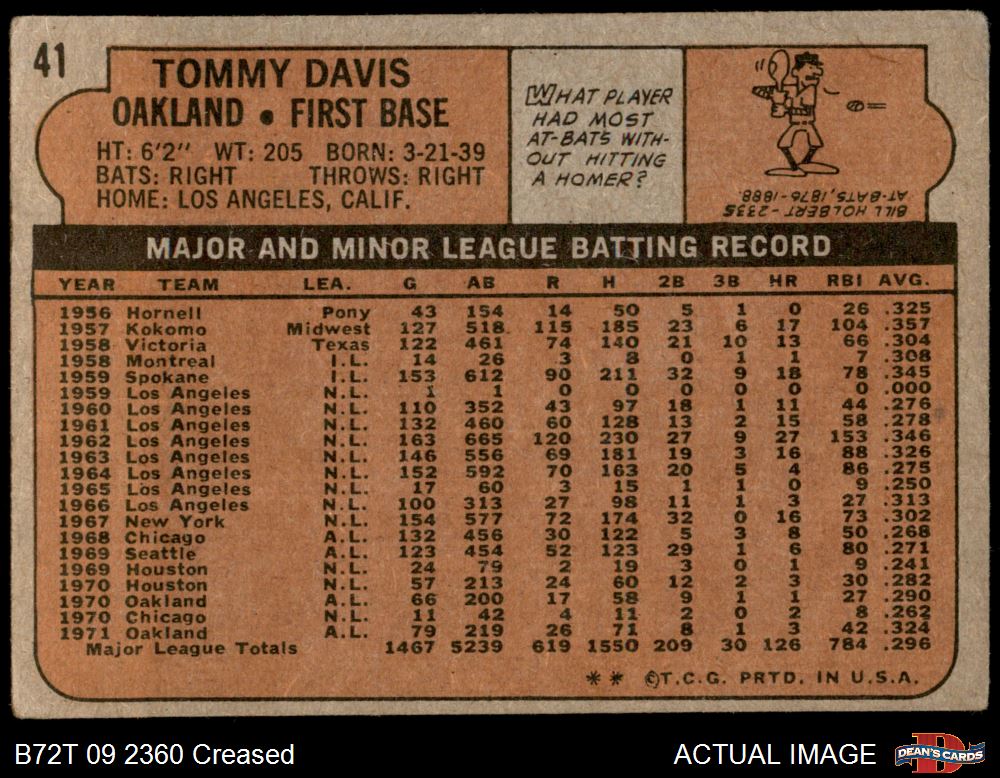 41
TOMMY DAVIS
OAKLAND • FIRST BASE
HT: 6'2" WT: 205 BORN: 3-21-39
BATS: RIGHT THROWS: RIGHT
HOME: LOS ANGELES, CALIF.
WHAT PLAYER
HAD MOST
AT-BATS WITH-
OUT HITTING
A HOMER?
BILL HOLBERT - 2335
AT-BATS, 1876-1888.
MAJOR AND MINOR LEAGUE BATTING RECORD
YEAR TEAM LEA. G AB R H 2B 3B HR RBI AVG.
1956 Hornell Pony 43 154 14 50 5 1 0 26 .325
1957 Kokomo Midwest 127 518 115 185 23 6 17 104 .357
1958 Victoria Texas 122 461 74 140 21 10 13 66 .304
1958 Montreal I.L. 14 26 3 8 0 1 1 7 .308
1959 Spokane I.L. 153 612 90 211 32 9 18 78 .345
1959 Los Angeles N.L. 1 1 0 0 0 0 0 0 .000
1960 Los Angeles N.L. 110 352 43 97 18 1 11 44 .276
1961 Los Angeles N.L. 132 460 60 128 13 2 15 58 .278
1962 Los Angeles N.L. 163 665 120 230 27 9 27 153 .346
1963 Los Angeles N.L. 146 556 69 181 19 3 16 88 .326
1964 Los Angeles N.L. 152 592 70 163 20 5 4 86 .275
1965 Los Angeles N.L. 17 60 3 15 1 1 0 9 .250
1966 Los Angeles N.L. 100 313 27 98 11 1 3 27 .313
1967 New York N.L. 154 577 72 174 32 0 16 73 .302
1968 Chicago A.L. 132 456 30 122 5 3 8 50 .268
1969 Seattle A.L. 123 454 52 123 29 1 6 80 .271
1969 Houston N.L. 24 79 2 19 3 0 1 9 .241
1970 Houston N.L. 57 213 24 60 12 2 3 30 .282
1970 Oakland A.L. 66 200 17 58 9 1 1 27 .290
1970 Chicago N.L. 11 42 4 11 2 0 2 8 .262
1971 Oakland A.L. 79 219 26 71 8 1 3 42 .324
Major League Totals 1467 5239 619 1550 209 30 126 784 .296
** ©T.C.G. PRTD. IN U.S.A.
B72T 09 2360 Creased
ACTUAL IMAGE
DEAN'S CARDS